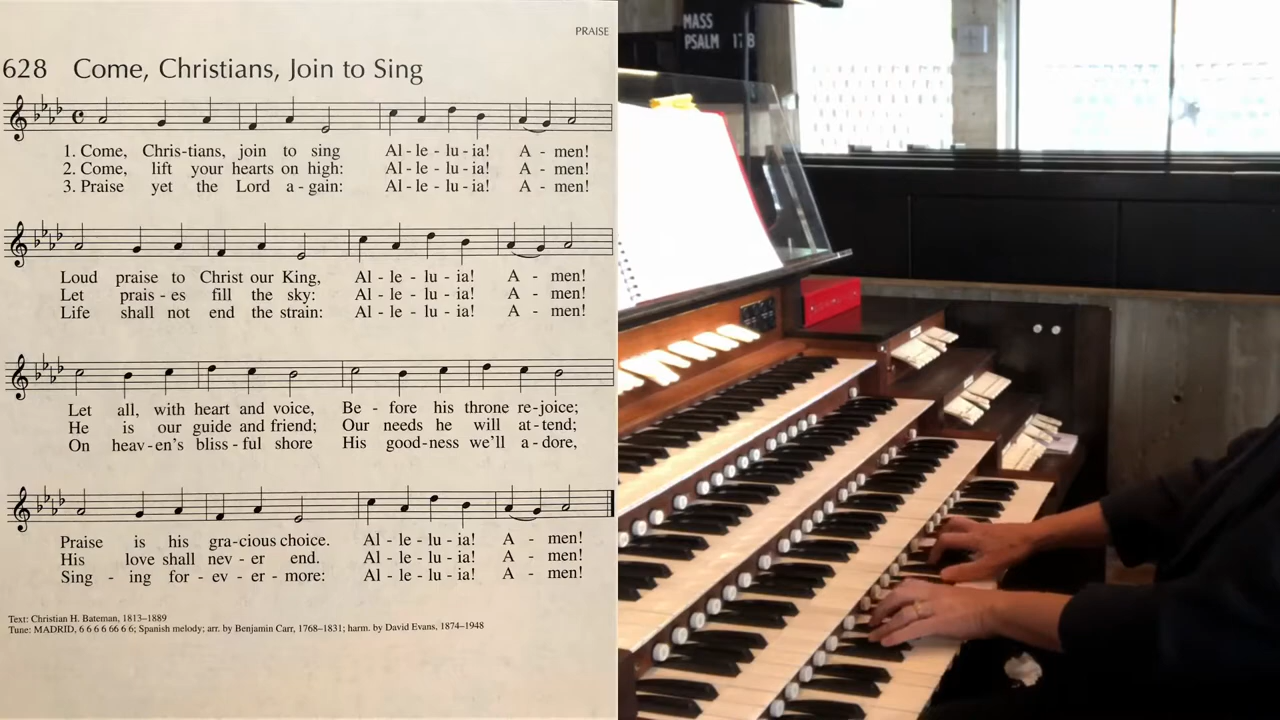 PRAISE
628 Come, Christians, Join to Sing
1. Come, Chris-tians, join to sing Al - le - lu - ia! A - men!
2. Come, lift your hearts on high: Al - le - lu - ia! A - men!
3. Praise yet the Lord a - gain: Al - le - lu - ia! A - men!
Loud praise to Christ our King, Al - le - lu - ia! A - men!
Let prais - es fill the sky: Al - le - lu - ia! A - men!
Life shall not end the strain: Al - le - lu - ia! A - men!
Let all, with heart and voice, Be - fore his throne re-joice;
He is our guide and friend; Our needs he will at-tend;
On heav-en's bliss-ful shore His good-ness we'll a-dore,
Praise is his gra-cious choice. Al - le - lu - ia! A - men!
His love shall nev - er end. Al - le - lu - ia! A - men!
Sing - ing for - ev - er - more: Al - le - lu - ia! A - men!
Text: Christian H. Bateman, 1813–1889
Tune: MADRID, 6 6 6 6 66 6 6; Spanish melody; arr. by Benjamin Carr, 1768–1831; harm. by David Evans, 1874–1948
MASS
PSALM 17B